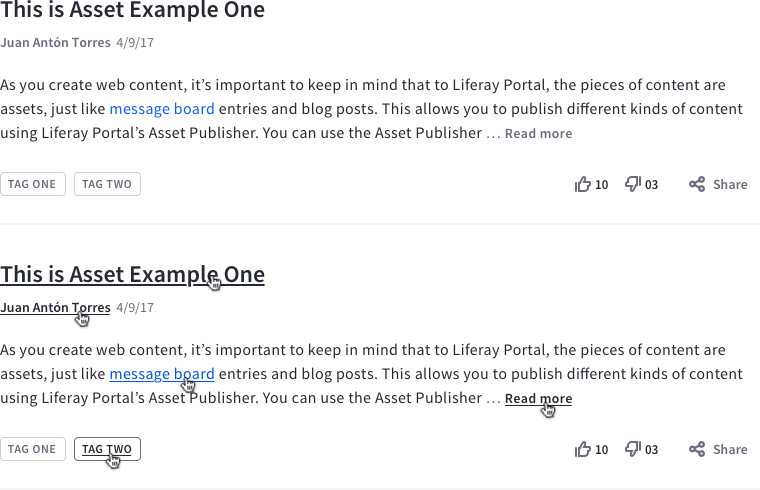 This is Asset Example One
Juan Antón Torres 4/9/17
As you create web content, it’s important to keep in mind that to Liferay Portal, the pieces of content are
assets, just like message board entries and blog posts. This allows you to publish different kinds of content
using Liferay Portal’s Asset Publisher. You can use the Asset Publisher … Read more
TAG ONE TAG TWO 10 03 Share
This is Asset Example One
Juan Antón Torres 4/9/17
As you create web content, it’s important to keep in mind that to Liferay Portal, the pieces of content are
assets, just like message board entries and blog posts. This allows you to publish different kinds of content
using Liferay Portal’s Asset Publisher. You can use the Asset Publisher … Read more
TAG ONE TAG TWO 10 03 Share